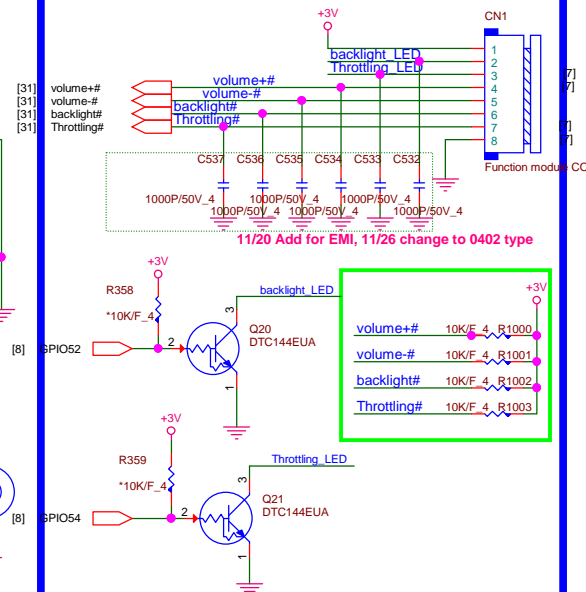 +3V
CN1
backlight_LED
Throttling_LED
1
2
3
4
5
6
7
8
[7]
[7]
[7]
[7]
[31] volume+# volume+#
[31] volume-# volume-#
[31] backlight# backlight#
[31] Throttling# Throttling#
Function module CO
C537 C536 C535 C534 C533 C532
1000P/50V_4 1000P/50V_4 1000P/50V_4
1000P/50V_4 1000P/50V_4 1000P/50V_4
11/20 Add for EMI, 11/26 change to 0402 type
+3V
R358
*10K/F_4
backlight_LED
3
Q20
DTC144EUA
2
1
[8] GPIO52
+3V
volume+# 10K/F_4 R1000
volume-# 10K/F_4 R1001
backlight# 10K/F_4 R1002
Throttling# 10K/F_4 R1003
+3V
R359
*10K/F_4
Throttling_LED
3
Q21
DTC144EUA
2
1
[8] GPIO54